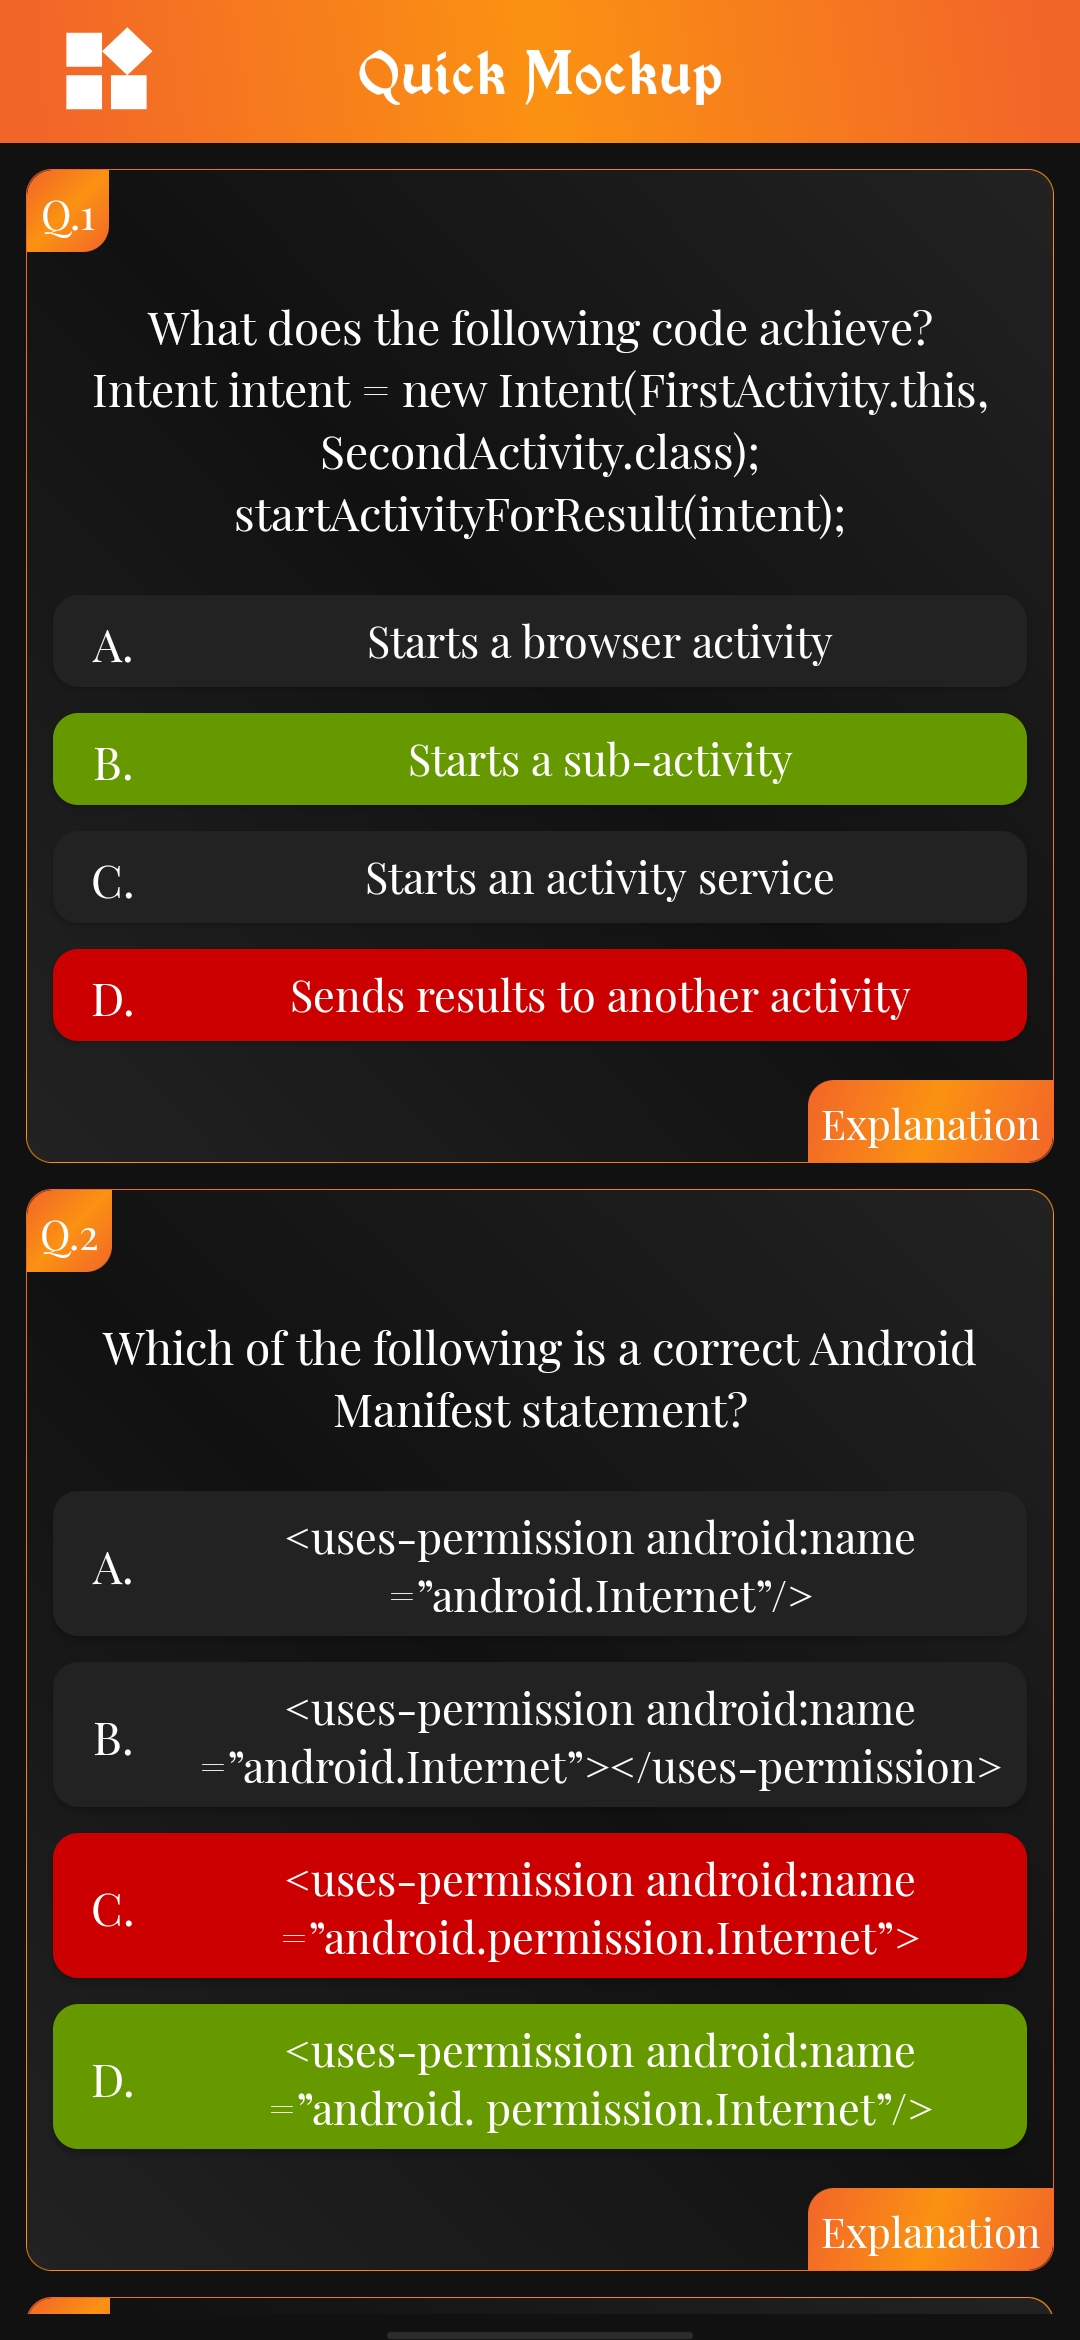 Quick Mockup
Q.1
What does the following code achieve?
Intent intent = new Intent(FirstActivity.this,
SecondActivity.class);
startActivityForResult(intent);
A.
Starts a browser activity
B.
Starts a sub-activity
C.
Starts an activity service
D.
Sends results to another activity
Explanation
Q.2
Which of the following is a correct Android
Manifest statement?
A.
<uses-permission android:name
=”android.Internet”/>
B.
<uses-permission android:name
=”android.Internet”></uses-permission>
C.
<uses-permission android:name
=”android.permission.Internet”>
D.
<uses-permission android:name
=”android. permission.Internet”/>
Explanation